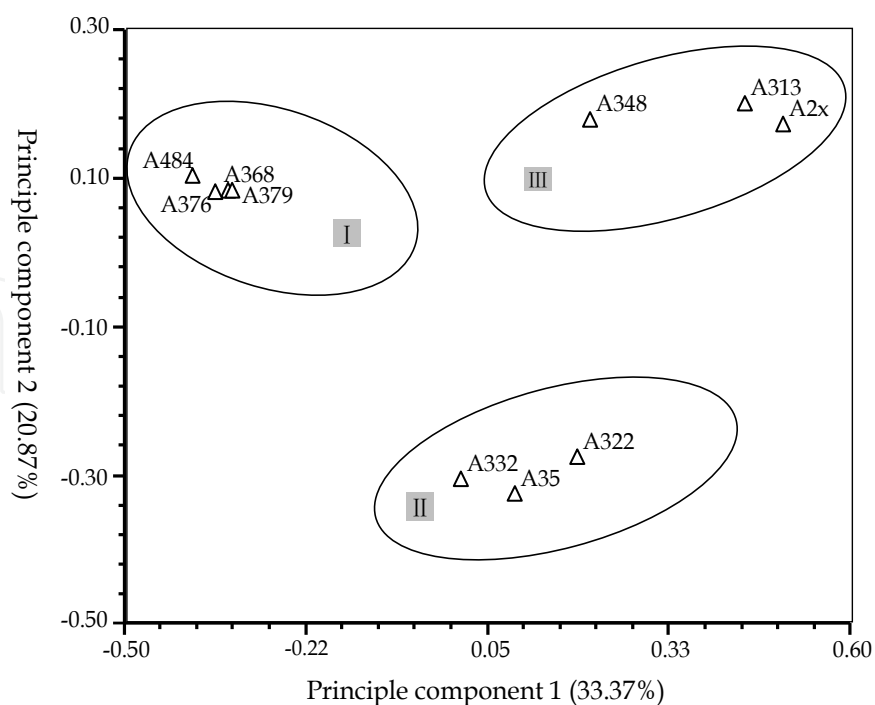 0.30
A313
A348
A2x
A484
A368
0.10
III
A376
A379
I
Principle component 2 (20.87%)
-0.10
A322
A332
-0.30
A35
II
-0.50
-0.50
-0.22
0.05
0.33
0.60
Principle component 1 (33.37%)